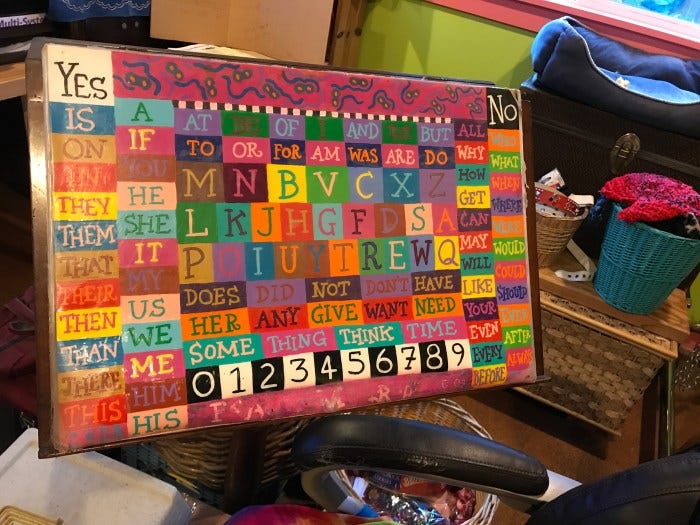 Multi-Syst
Yes
IS
ON
THEY
THEM
THAT
THEIR
THEN
THAN
THERE
THIS
A
IF
YOU
HE
SHE
IT
MY
US
WE
ME
HIM
HIS
AT BE OF I AND BUT
TO OR FOR AM WAS ARE DO
M N B V C X Z
L K J H G F D S A
P O I U Y T R E W Q
DOES DID NOT DON'T HAVE
HER ANY GIVE WANT NEED
SOME THING THINK TIME
0 1 2 3 4 5 6 7 8 9
ALL
WHY
HOW
GET
CAN
MAY
WILL
LIKE
YOUR
EVEN
EVERY
BEFORE
No
WHO
WHAT
WHEN
WHERE
WOULD
COULD
SHOULD
EVER
AFTER
ALWAYS